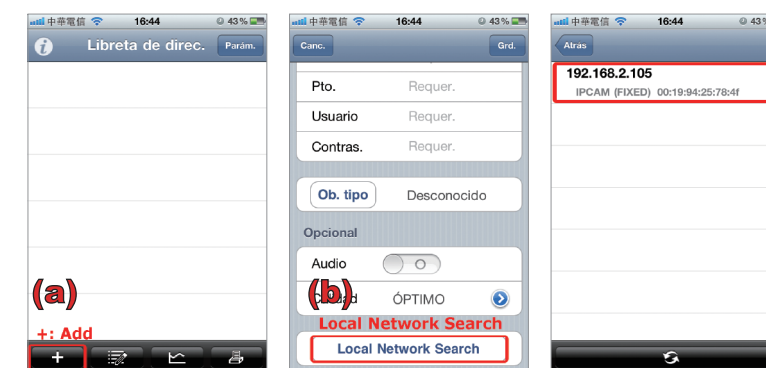 中華電信 16:44 43%
Libreta de direc. Parám.
(a)
+: Add
+
中華電信 16:44 43%
Canc. Grd.
Pto. Requer.
Usuario Requer.
Contras. Requer.
Ob. tipo Desconocido
Opcional
Audio
(b)
ÓPTIMO
Local Network Search
Local Network Search
中華電信 16:44 43%
Atrás
192.168.2.105
IPCAM (FIXED) 00:19:94:25:78:4f